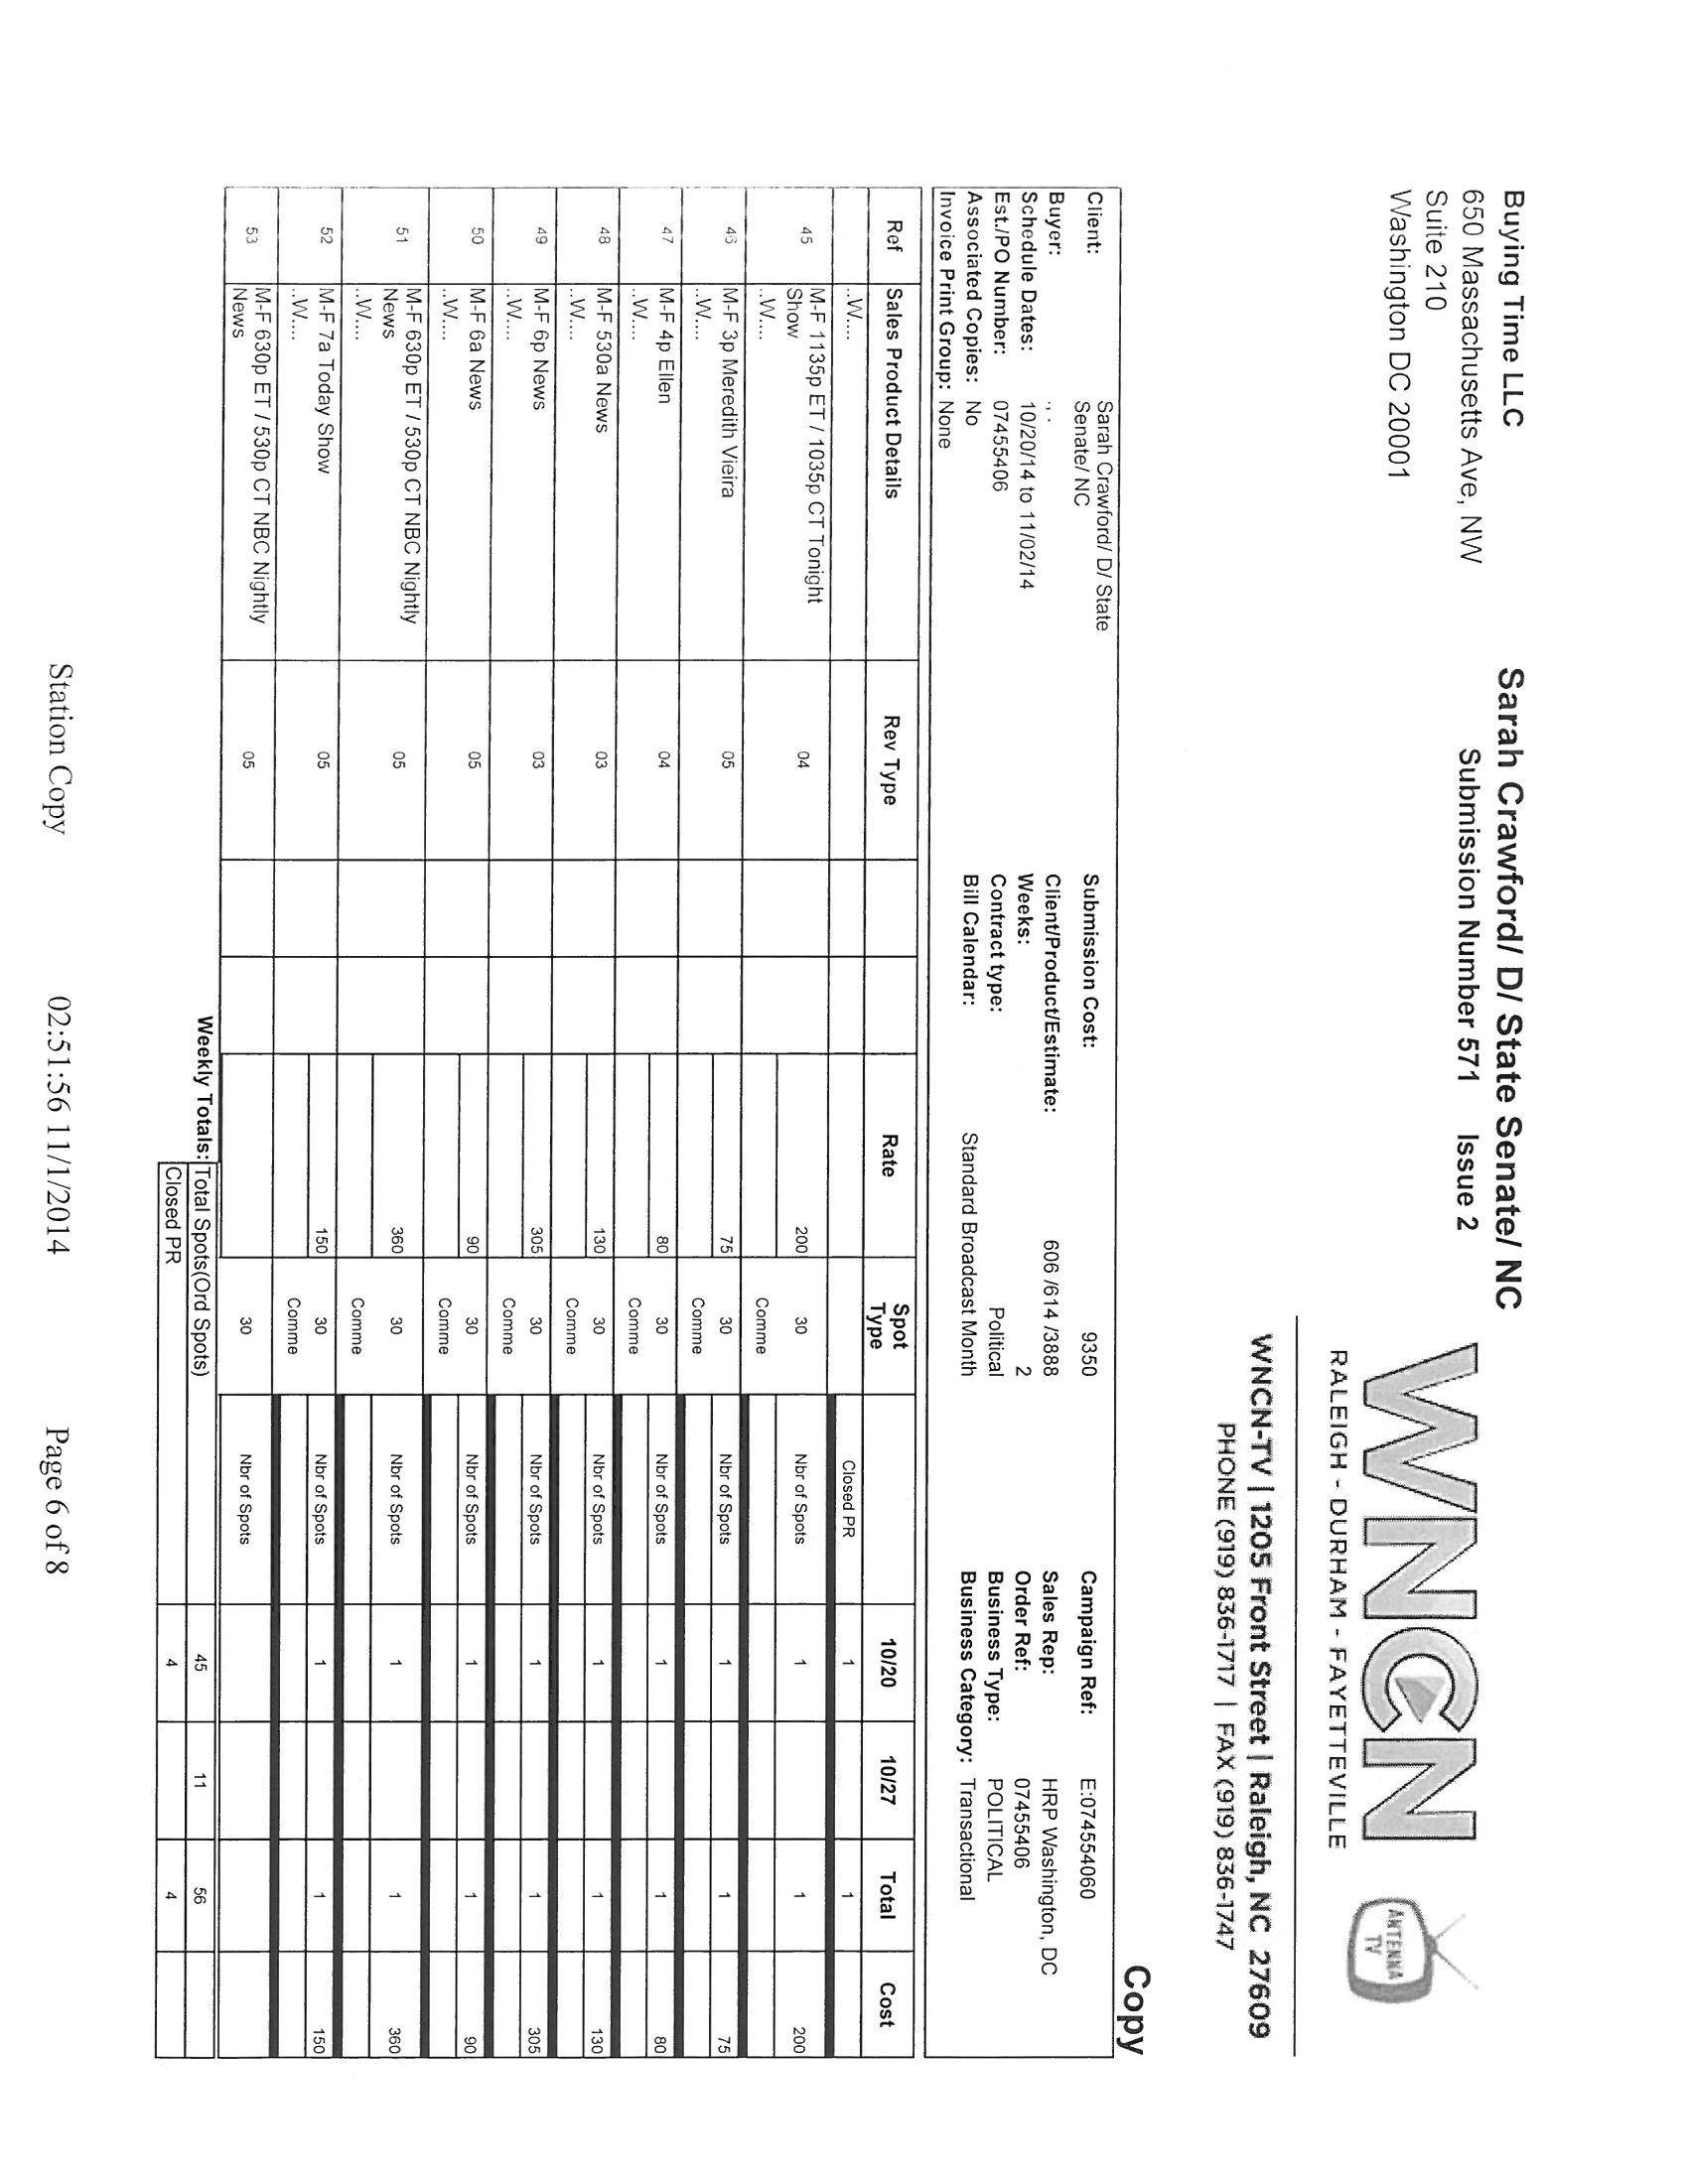 Buying Time LLC
650 Massachusetts Ave, NW
Suite 210
Washington DC 20001
Sarah Crawford/ D/ State Senate/ NC
Submission Number 571 Issue 2
WNCN
RALEIGH - DURHAM - FAYETTEVILLE
ANTENNA
TV
WNCN-TV | 1205 Front Street | Raleigh, NC 27609
PHONE (919) 836-1717 | FAX (919) 836-1747
Copy
Client: Sarah Crawford/ D/ State Submission Cost: 9350 Campaign Ref: E:074554060
Senate/ NC
Buyer: ., . Client/Product/Estimate: 606 /614 /3888 Sales Rep: HRP Washington, DC
Schedule Dates: 10/20/14 to 11/02/14 Weeks: 2 Order Ref: 07455406
Est./PO Number: 07455406 Contract type: Political Business Type: POLITICAL
Associated Copies: No Bill Calendar: Standard Broadcast Month Business Category: Transactional
Invoice Print Group: None
Ref Sales Product Details Rev Type Rate Spot Type 10/20 10/27 Total Cost
..W.... Closed PR 1 1
45 M-F 1135p ET / 1035p CT Tonight 04 200 30 Nbr of Spots 1 1 200
Show
..W.... Comme
46 M-F 3p Meredith Vieira 05 75 30 Nbr of Spots 1 1 75
..W.... Comme
47 M-F 4p Ellen 04 80 30 Nbr of Spots 1 1 80
..W.... Comme
48 M-F 530a News 03 130 30 Nbr of Spots 1 1 130
..W.... Comme
49 M-F 6p News 03 305 30 Nbr of Spots 1 1 305
..W.... Comme
50 M-F 6a News 05 90 30 Nbr of Spots 1 1 90
..W.... Comme
51 M-F 630p ET / 530p CT NBC Nightly 05 360 30 Nbr of Spots 1 1 360
News
..W.... Comme
52 M-F 7a Today Show 05 150 30 Nbr of Spots 1 1 150
..W.... Comme
53 M-F 630p ET / 530p CT NBC Nightly 05 30 Nbr of Spots
News
Weekly Totals: Total Spots(Ord Spots) 45 11 56
Closed PR 4 4
Station Copy 02:51:56 11/1/2014 Page 6 of 8